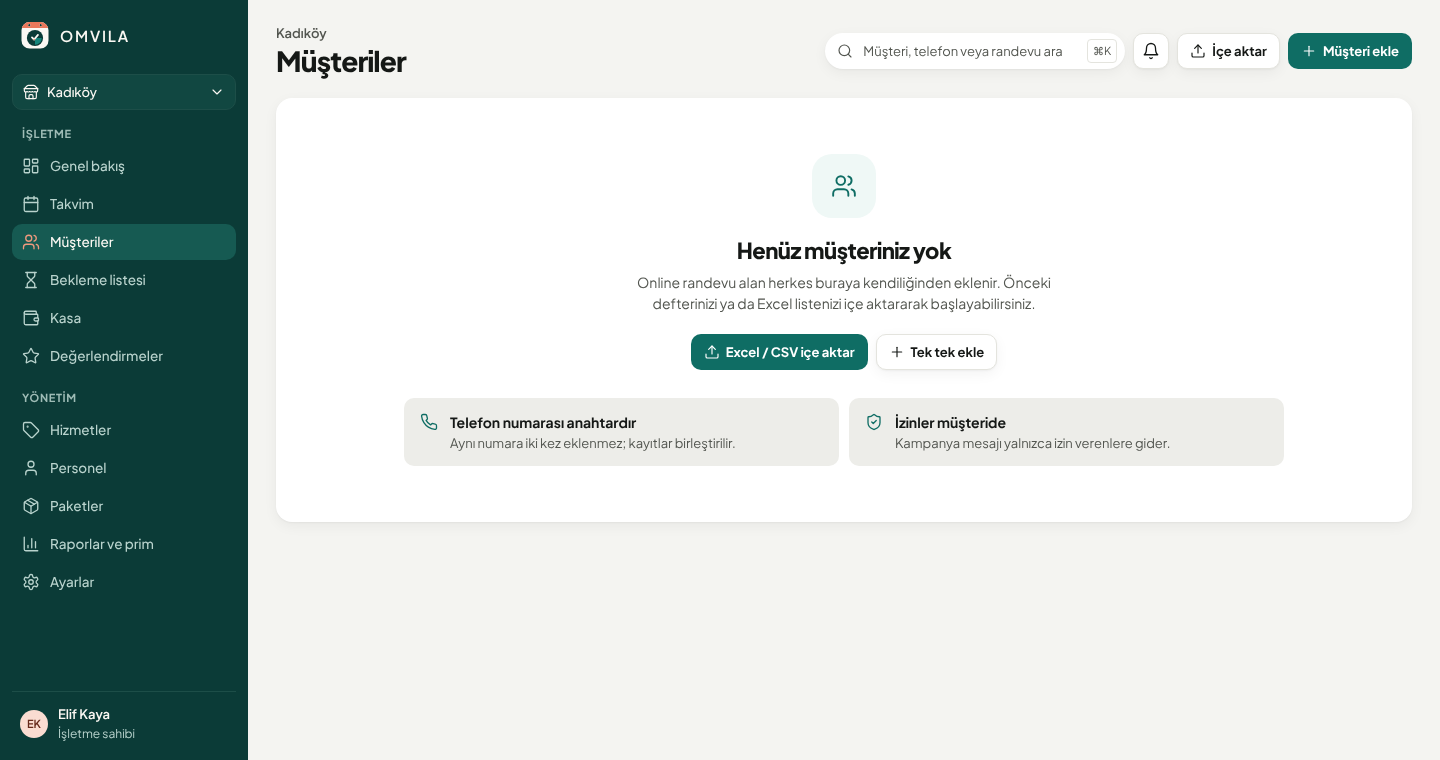 OMVILA
Kadıköy
İŞLETME
Genel bakış
Takvim
Müşteriler
Bekleme listesi
Kasa
Değerlendirmeler
YÖNETİM
Hizmetler
Personel
Paketler
Raporlar ve prim
Ayarlar
EK
Elif Kaya
İşletme sahibi
Kadıköy
Müşteriler
Müşteri, telefon veya randevu ara
⌘K
İçe aktar
Müşteri ekle
Henüz müşteriniz yok
Online randevu alan herkes buraya kendiliğinden eklenir. Önceki
defterinizi ya da Excel listenizi içe aktararak başlayabilirsiniz.
Excel / CSV içe aktar
Tek tek ekle
Telefon numarası anahtardır
Aynı numara iki kez eklenmez; kayıtlar birleştirilir.
İzinler müşteride
Kampanya mesajı yalnızca izin verenlere gider.